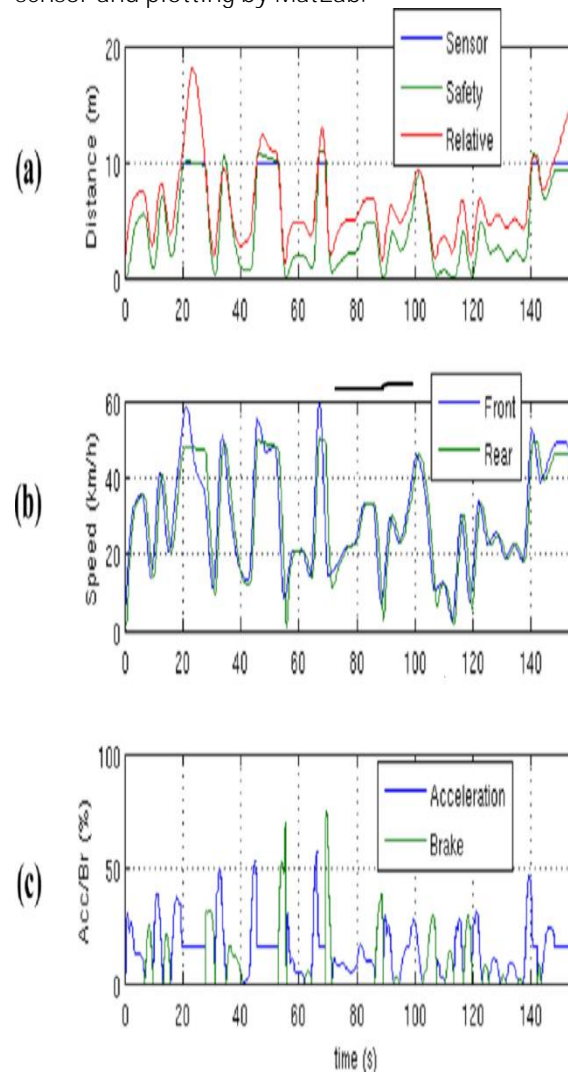 sensor and plotting by MatLab.
Sensor
Safety
Relative
(a)
Distance (m)
20
10
0
0 20 40 60 80 100 120 140
Front
Rear
(b)
Speed (km/h)
60
40
20
0
0 20 40 60 80 100 120 140
Acceleration
Brake
(c)
Acc/Br (%)
100
50
0
0 20 40 60 80 100 120 140
time (s)